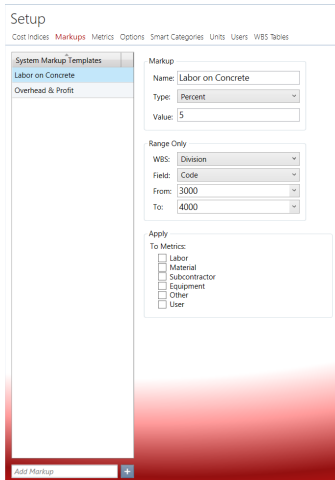 Setup
Cost Indices Markups Metrics Options Smart Categories Units Users WBS Tables
System Markup Templates
Labor on Concrete
Overhead & Profit
Markup
Name: Labor on Concrete
Type: Percent
Value: 5
Range Only
WBS: Division
Field: Code
From: 3000
To: 4000
Apply
To Metrics:
Labor
Material
Subcontractor
Equipment
Other
User
Add Markup +